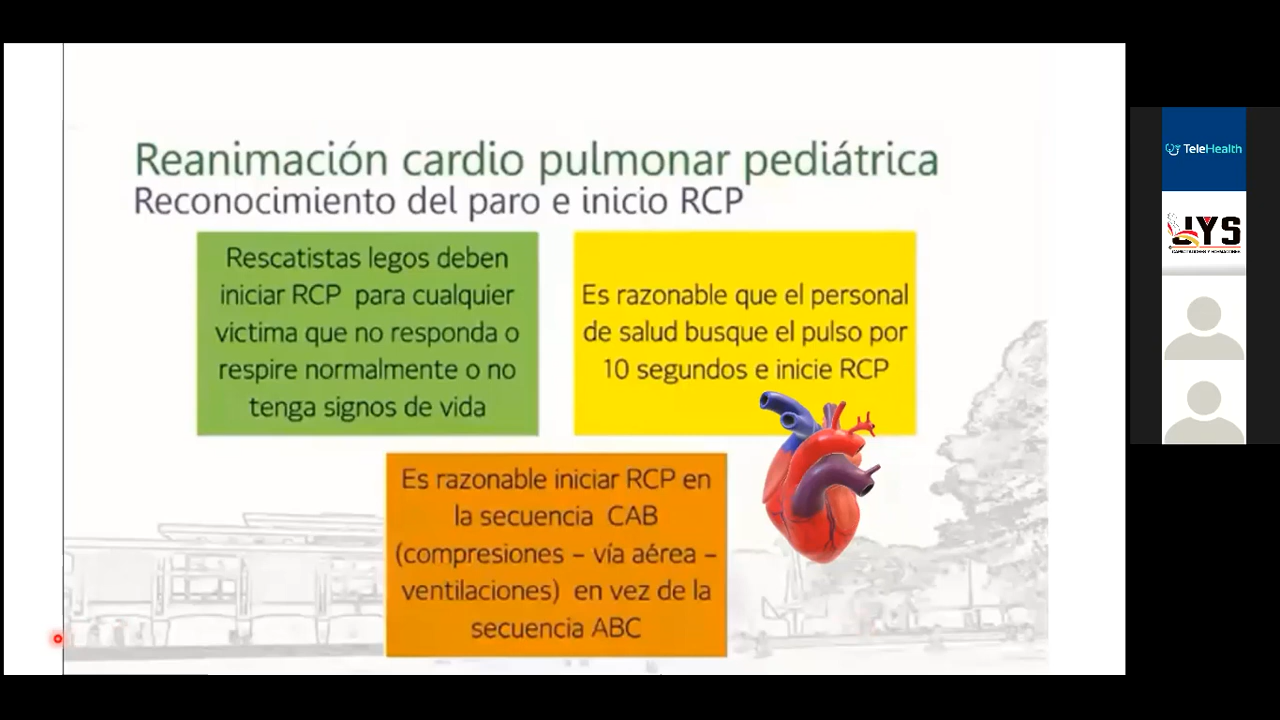 Reanimación cardio pulmonar pediátrica
Reconocimiento del paro e inicio RCP
Rescatistas legos deben
iniciar RCP para cualquier
victima que no responda o
respire normalmente o no
tenga signos de vida
Es razonable que el personal
de salud busque el pulso por
10 segundos e inicie RCP
Es razonable iniciar RCP en
la secuencia CAB
(compresiones – vía aérea –
ventilaciones) en vez de la
secuencia ABC
TeleHealth
JYS
CAPACITACIONES Y FORMACIONES